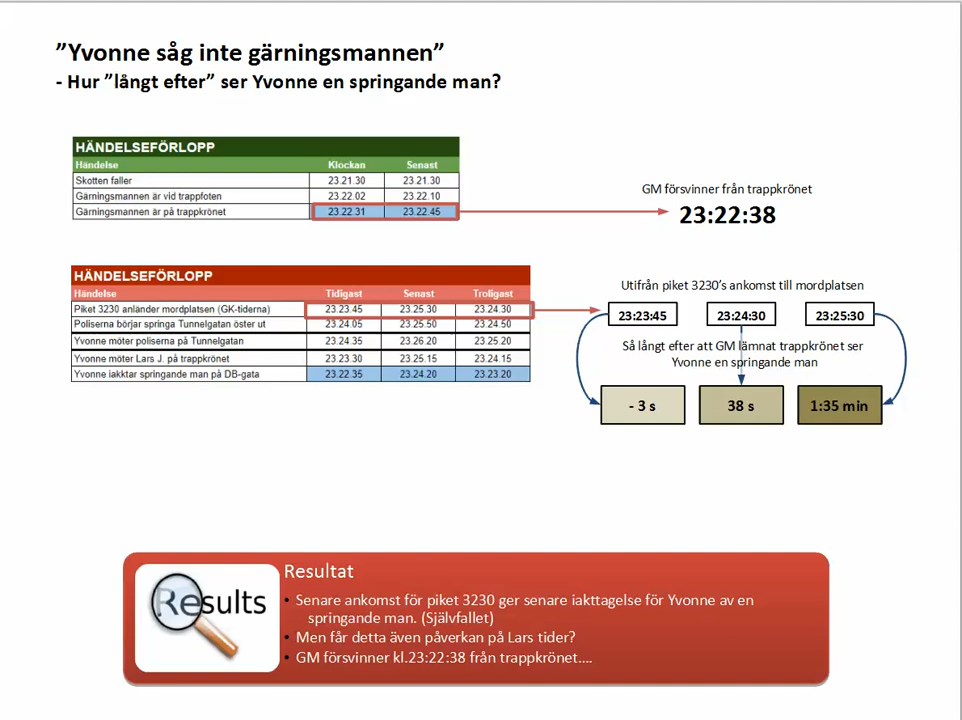 ”Yvonne såg inte gärningsmannen”
- Hur ”långt efter” ser Yvonne en springande man?
HÄNDELSEFÖRLOPP
Händelse Klockan Senast
Skotten faller 23.21.30 23.21.30
Gärningsmannen är vid trappfoten 23.22.02 23.22.10
Gärningsmannen är på trappkrönet 23.22.31 23.22.45
GM försvinner från trappkrönet
23:22:38
HÄNDELSEFÖRLOPP
Händelse Tidigast Senast Troligast
Piket 3230 anländer mordplatsen (GK-tiderna) 23.23.45 23.25.30 23.24.30
Poliserna börjar springa Tunnelgatan öster ut 23.24.05 23.25.50 23.24.50
Yvonne möter poliserna på Tunnelgatan 23.24.35 23.26.20 23.25.20
Yvonne möter Lars J. på trappkrönet 23.23.30 23.25.15 23.24.15
Yvonne iakktar springande man på DB-gata 23.22.35 23.24.20 23.23.20
Utifrån piket 3230’s ankomst till mordplatsen
23:23:45 23:24:30 23:25:30
Så långt efter att GM lämnat trappkrönet ser
Yvonne en springande man
- 3 s 38 s 1:35 min
Results
Resultat
• Senare ankomst för piket 3230 ger senare iakttagelse för Yvonne av en
springande man. (Självfallet)
• Men får detta även påverkan på Lars tider?
• GM försvinner kl.23:22:38 från trappkrönet....